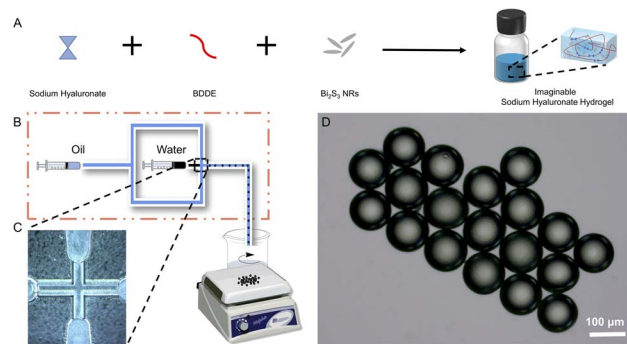 A
Sodium Hyaluronate
BDDE
Bi₂S₃ NRs
Imaginable
Sodium Hyaluronate Hydrogel
B
Oil
Water
C
D
100 μm